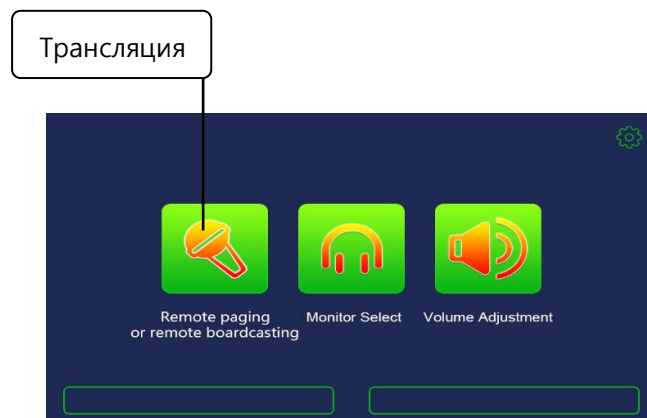 Трансляция
Remote paging
or remote boardcasting
Monitor Select
Volume Adjustment